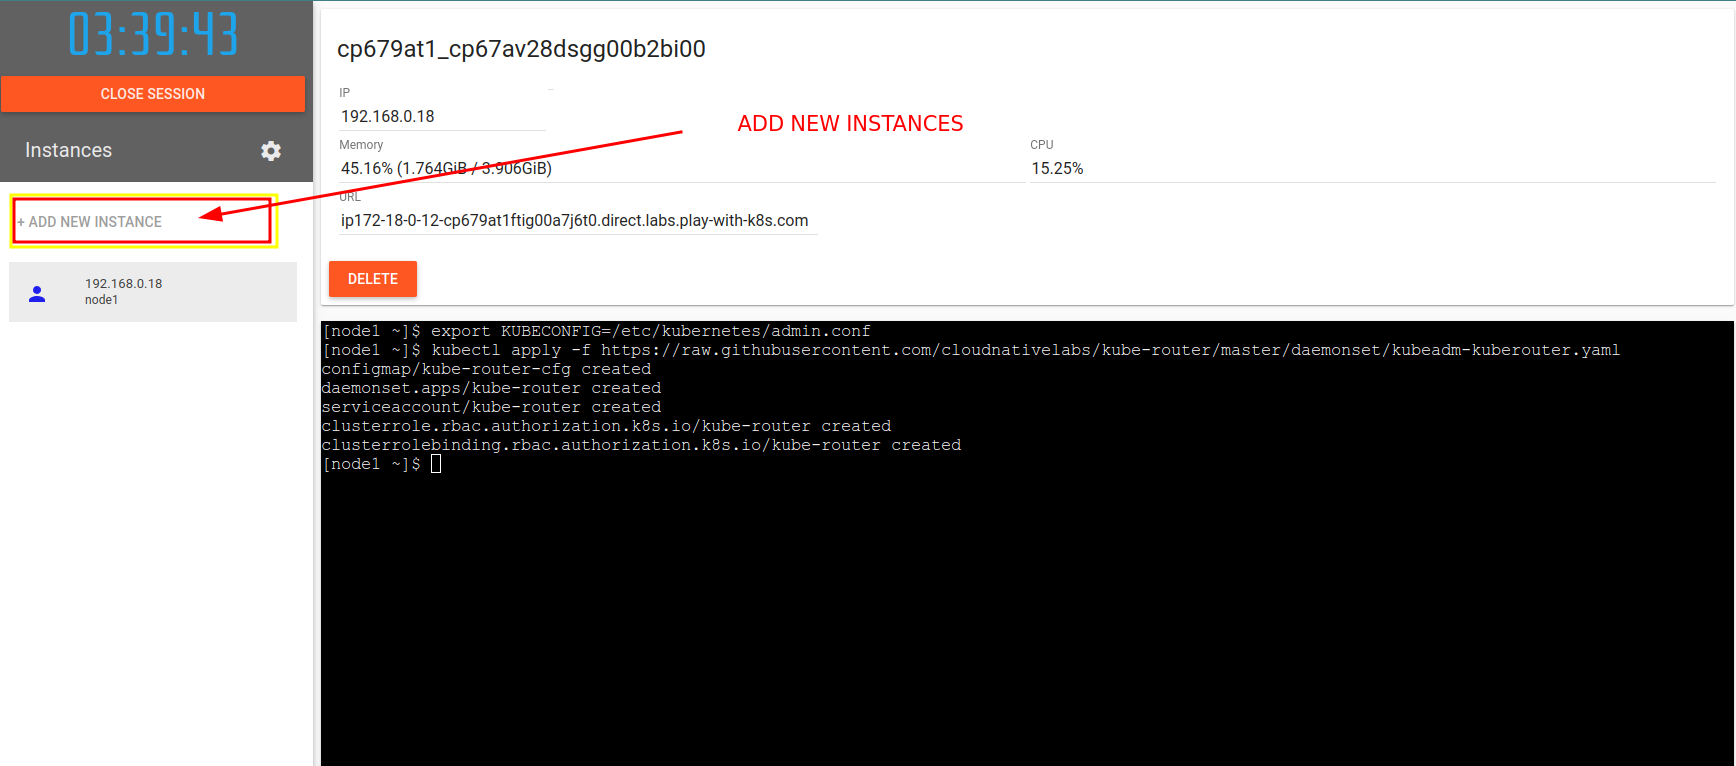 03:39:43
CLOSE SESSION
Instances
+ ADD NEW INSTANCE
192.168.0.18
node1
cp679at1_cp67av28dsgg00b2bi00
IP
192.168.0.18
ADD NEW INSTANCES
Memory
45.16% (1.764GiB / 3.906GiB)
CPU
15.25%
URL
ip172-18-0-12-cp679at1ftig00a7j6t0.direct.labs.play-with-k8s.com
DELETE
[node1 ~]$ export KUBECONFIG=/etc/kubernetes/admin.conf
[node1 ~]$ kubectl apply -f https://raw.githubusercontent.com/cloudnativelabs/kube-router/master/daemonset/kubeadm-kuberouter.yaml
configmap/kube-router-cfg created
daemonset.apps/kube-router created
serviceaccount/kube-router created
clusterrole.rbac.authorization.k8s.io/kube-router created
clusterrolebinding.rbac.authorization.k8s.io/kube-router created
[node1 ~]$